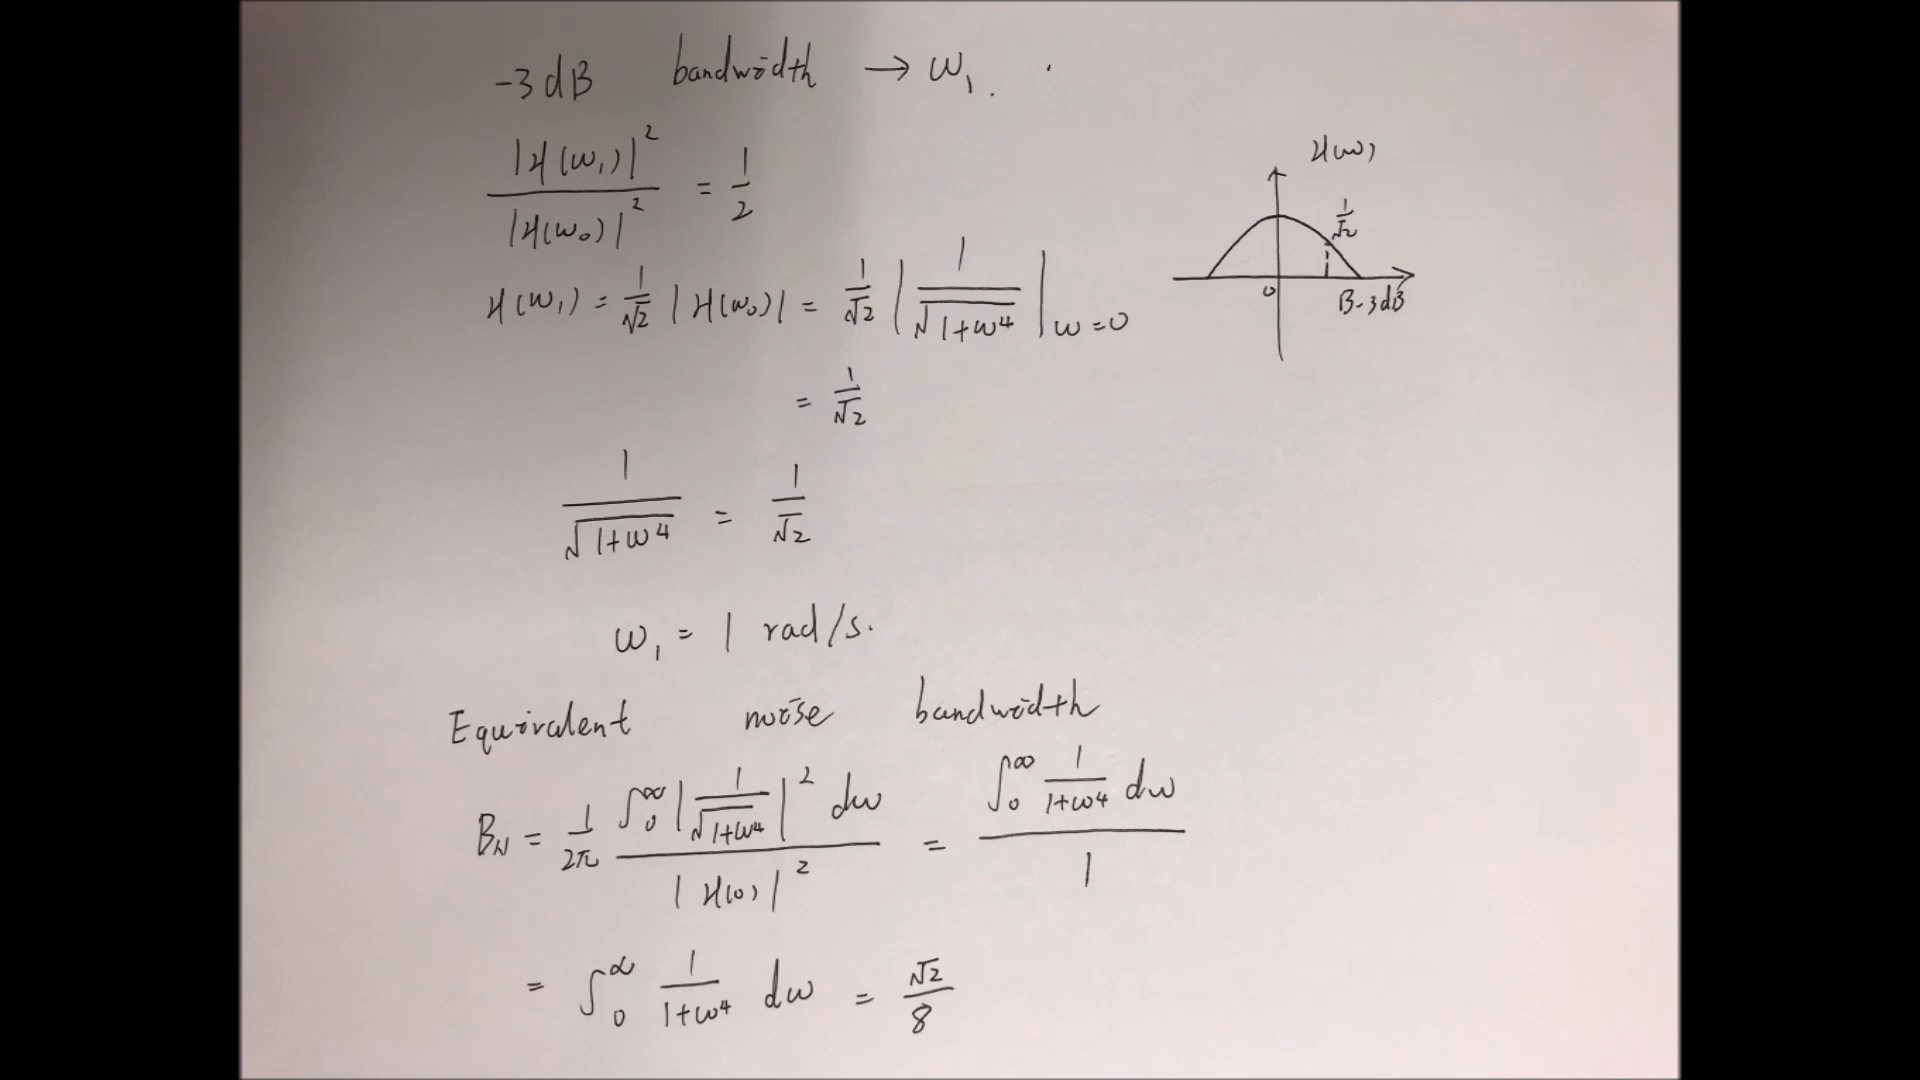 -3 dB bandwidth → ω₁.
|H(ω₁)|² / |H(ω₀)|² = 1/2
H(ω₁) = 1/√2 |H(ω₀)| = 1/√2 |1/√(1+ω⁴)|ω=0
= 1/√2
1/√(1+ω⁴) = 1/√2
ω₁ = 1 rad/s.
H(ω)
1/√2
0 B-3dB
Equivalent noise bandwidth
B_N = 1/2π ∫₀^∞ |1/√(1+ω⁴)|² dω / |H(0)|² = ∫₀^∞ 1/(1+ω⁴) dω / 1
= ∫₀^∞ 1/(1+ω⁴) dω = √2/8